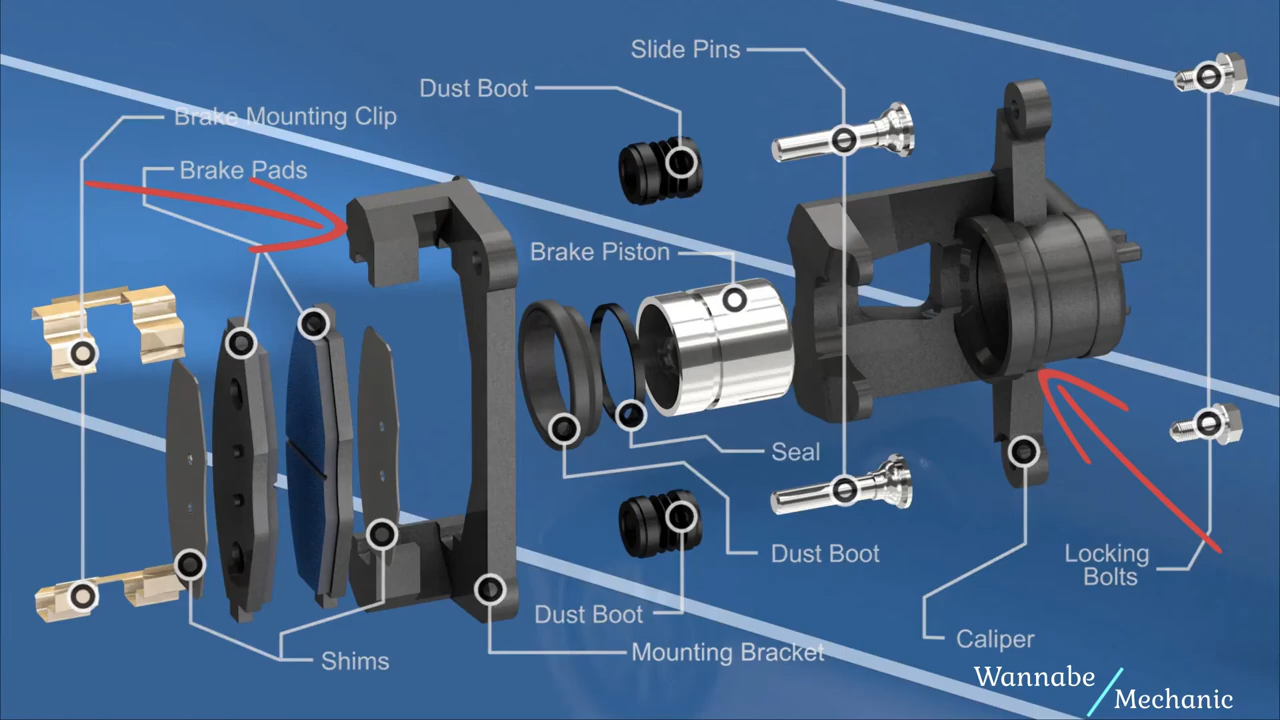 Slide Pins
Dust Boot
Brake Mounting Clip
Brake Pads
Brake Piston
Seal
Dust Boot
Locking
Bolts
Dust Boot
Caliper
Mounting Bracket
Shims
Wannabe
Mechanic